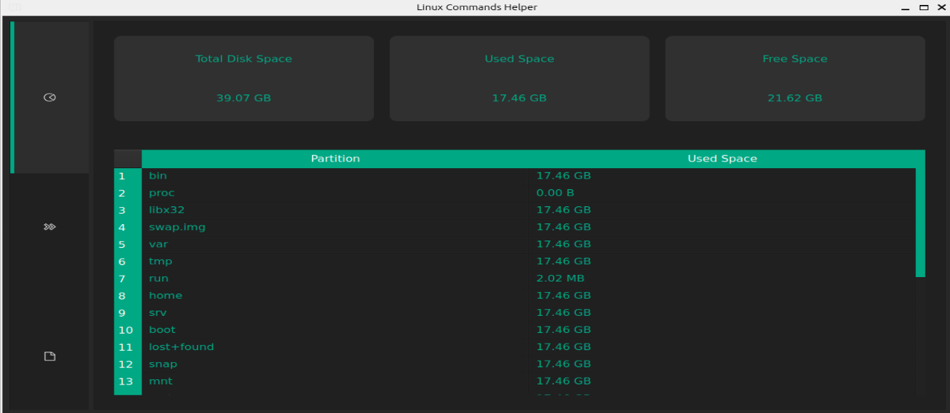 Linux Commands Helper
Total Disk Space Used Space Free Space
39.07 GB 17.46 GB 21.62 GB
Partition Used Space
1 bin 17.46 GB
2 proc 0.00 B
3 libx32 17.46 GB
4 swap.img 17.46 GB
5 var 17.46 GB
6 tmp 17.46 GB
7 run 2.02 MB
8 home 17.46 GB
9 srv 17.46 GB
10 boot 17.46 GB
11 lost+found 17.46 GB
12 snap 17.46 GB
13 mnt 17.46 GB